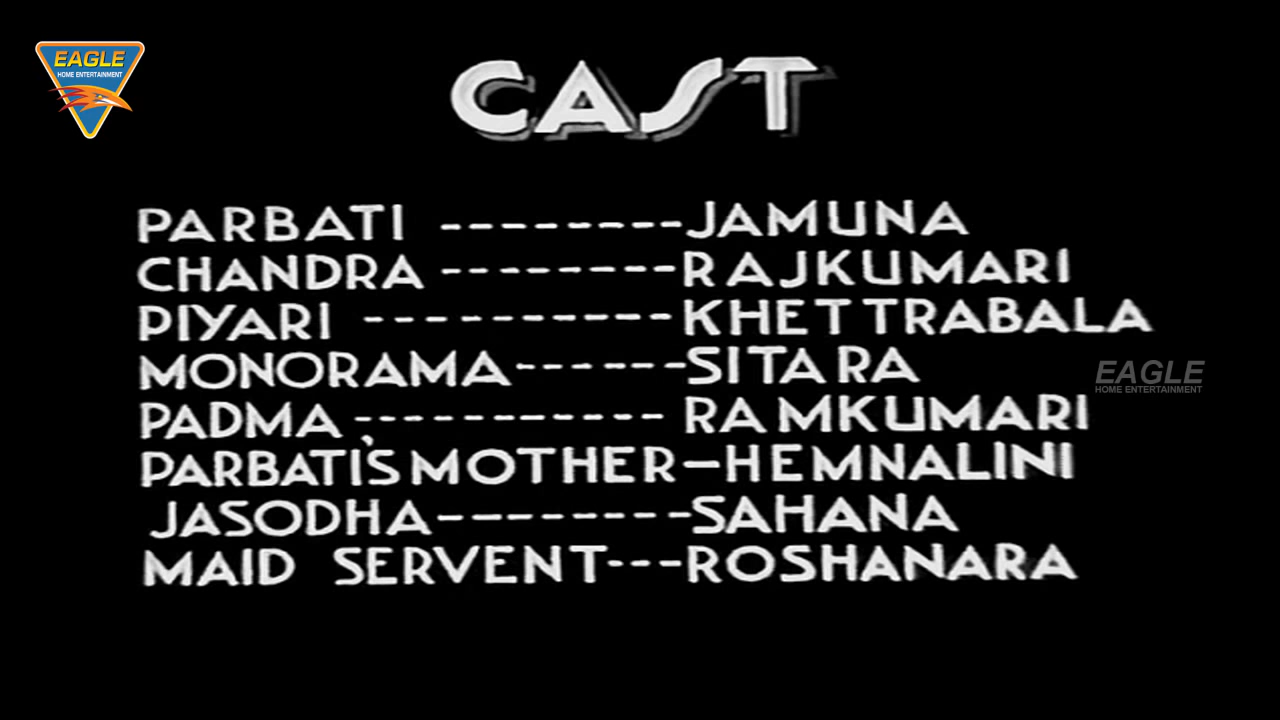 EAGLE
HOME ENTERTAINMENT
CAST
PARBATI --------JAMUNA
CHANDRA --------RAJKUMARI
PIYARI ----------KHETTRABALA
MONORAMA------SITARA
PADMA ---------- RAMKUMARI
PARBATI'S MOTHER-HEMNALINI
JASODHA--------SAHANA
MAID SERVENT---ROSHANARA
EAGLE
HOME ENTERTAINMENT